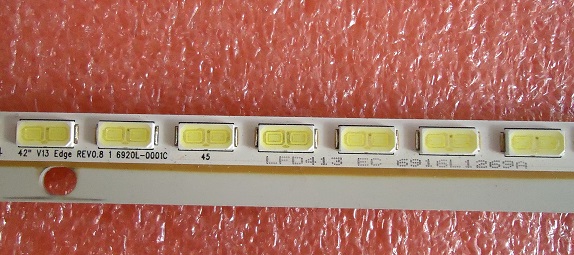 42" V13 Edge REV0.8 1 6920L-0001C 45
LFD413 EC 6916L1269A